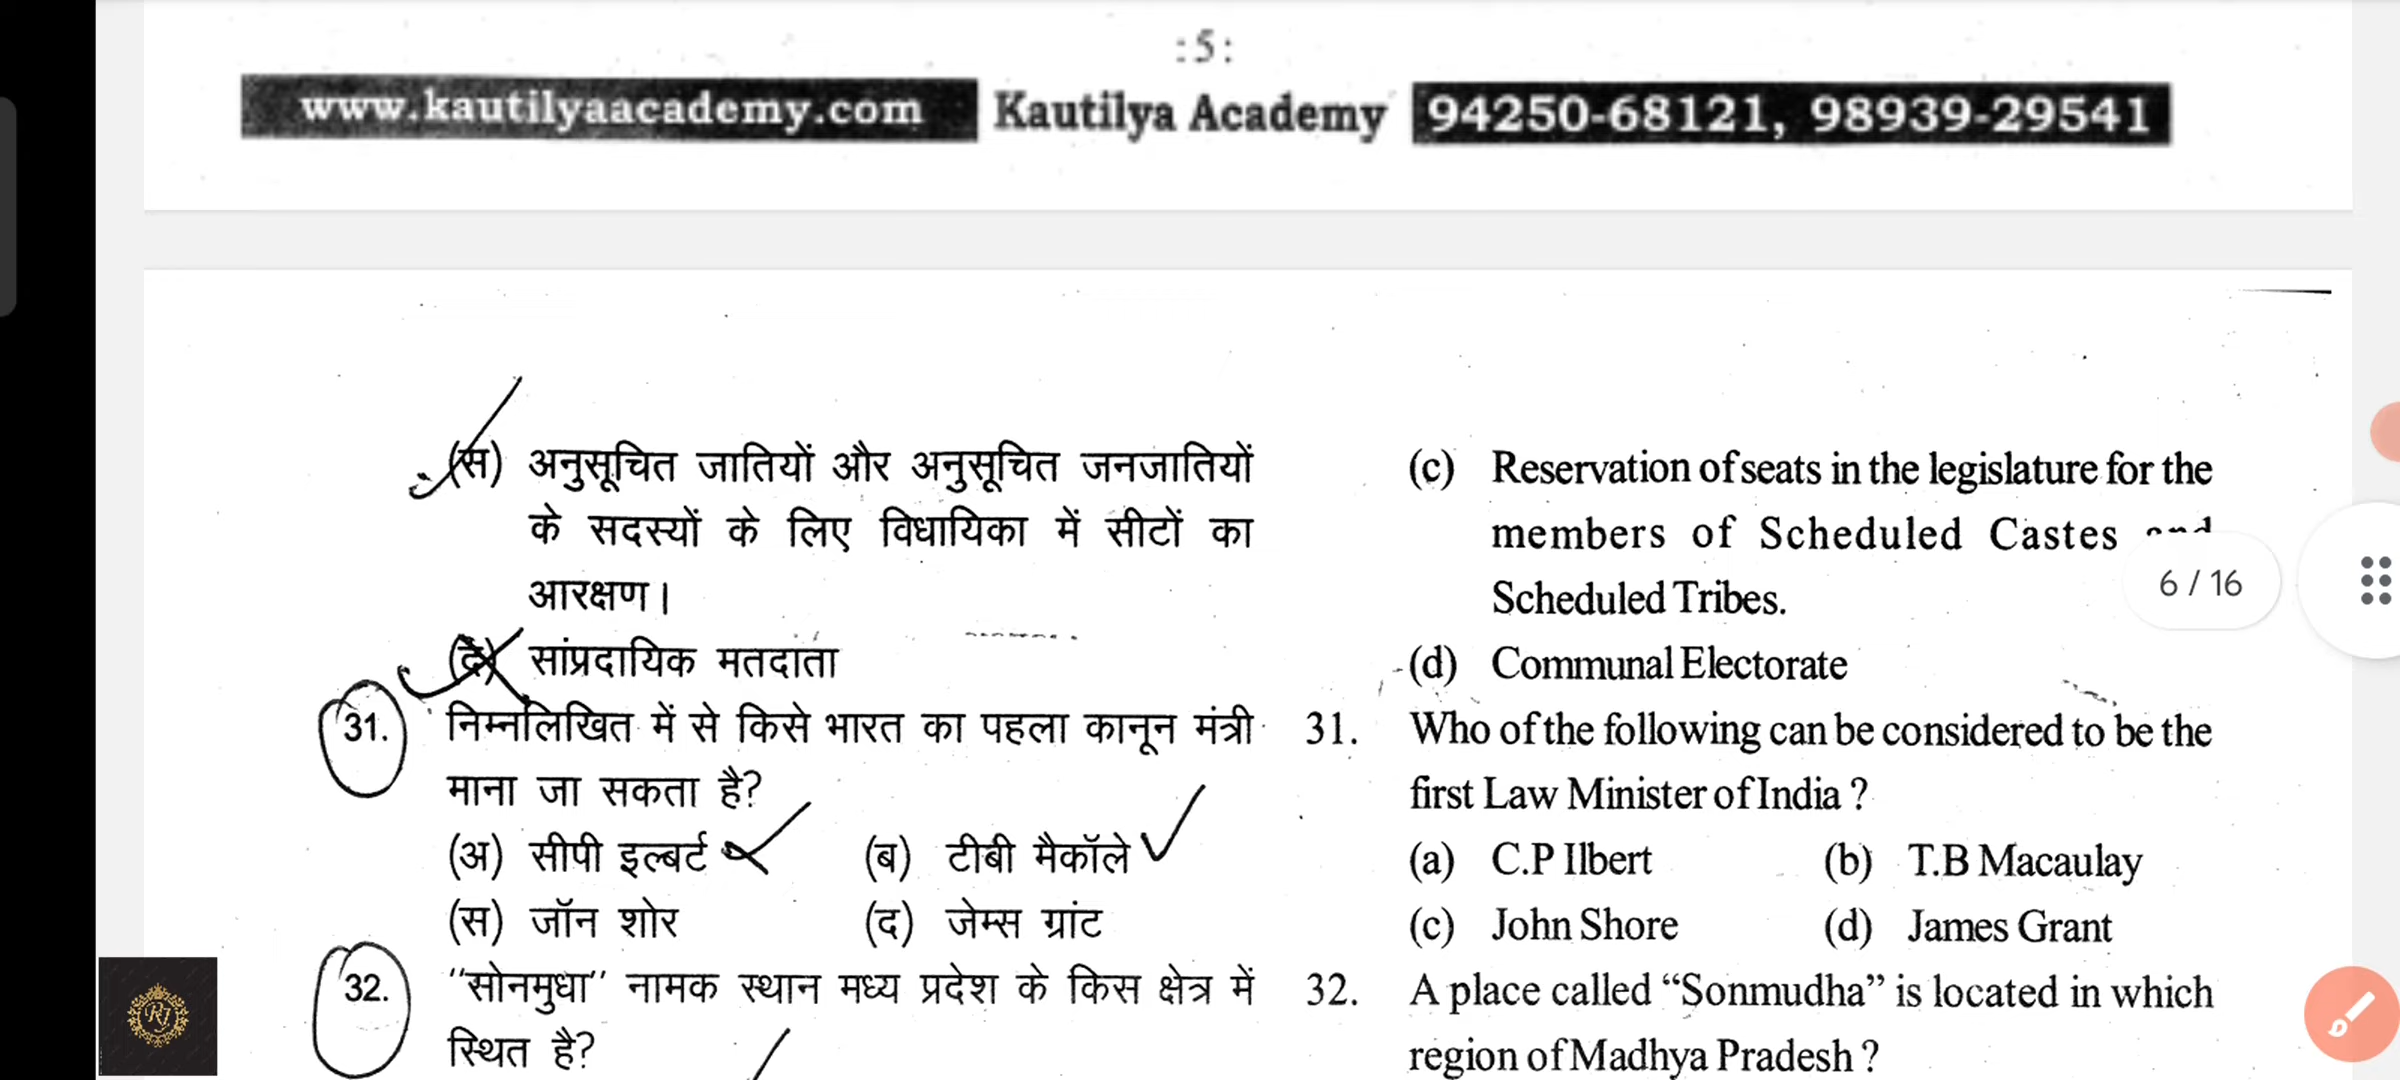 :5:
www.kautilyaacademy.com Kautilya Academy 94250-68121, 98939-29541
(स) अनुसूचित जातियों और अनुसूचित जनजातियों
के सदस्यों के लिए विधायिका में सीटों का
आरक्षण।
(द) सांप्रदायिक मतदाता
31. निम्नलिखित में से किसे भारत का पहला कानून मंत्री
माना जा सकता है?
(अ) सीपी इल्बर्ट (ब) टीबी मैकॉले
(स) जॉन शोर (द) जेम्स ग्रांट
32. "सोनमुधा" नामक स्थान मध्य प्रदेश के किस क्षेत्र में
स्थित है?
(c) Reservation of seats in the legislature for the
members of Scheduled Castes and
Scheduled Tribes.
(d) Communal Electorate
31. Who of the following can be considered to be the
first Law Minister of India ?
(a) C.P Ilbert (b) T.B Macaulay
(c) John Shore (d) James Grant
32. A place called “Sonmudha” is located in which
region of Madhya Pradesh ?
6 / 16
RJ